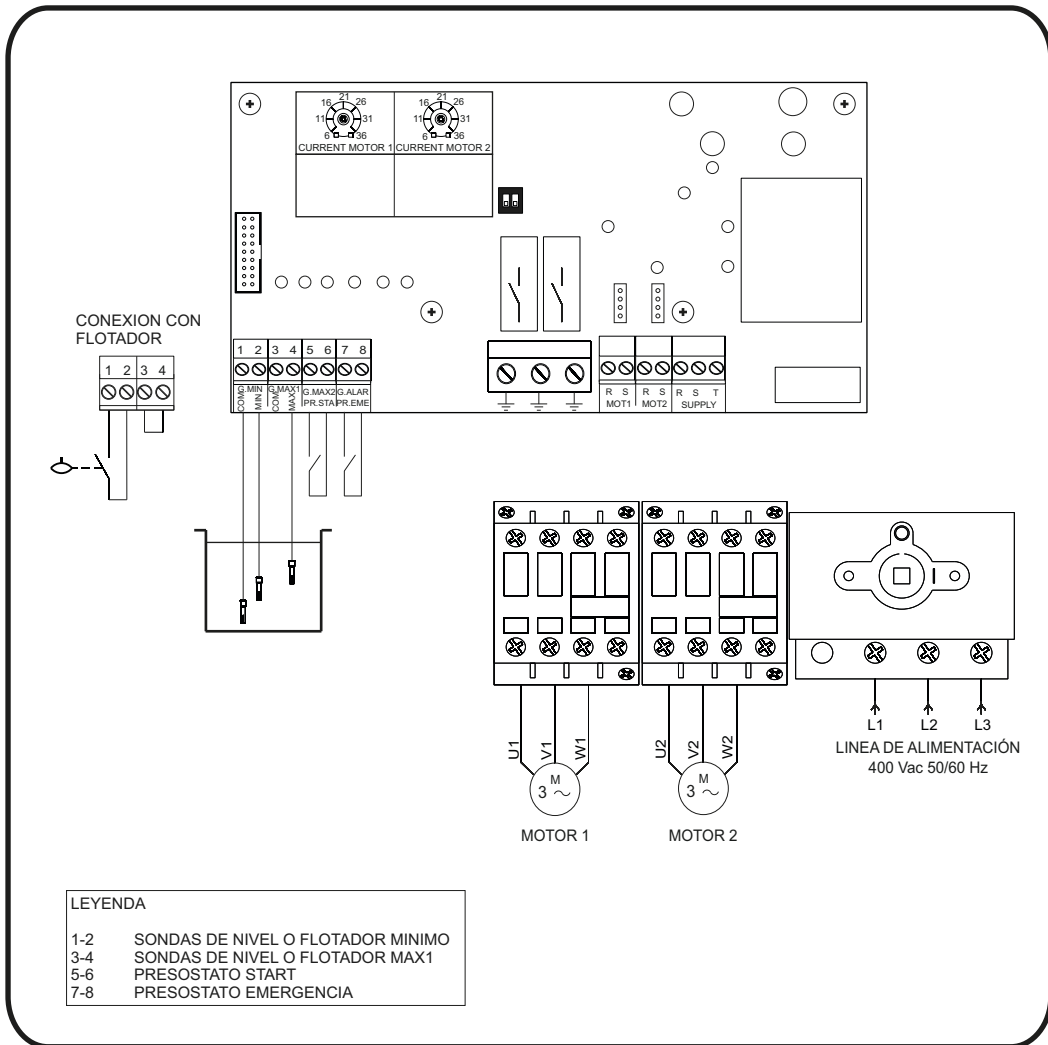 21
16 26
11 31
6 36
CURRENT MOTOR 1
21
16 26
11 31
6 36
CURRENT MOTOR 2
CONEXION CON
FLOTADOR
1 2 3 4
1 2 3 4 5 6 7 8
G.MIN G.MAX1 G.MAX2 G.ALAR
COM MIN COM MAX1 PR.STA PR.EME
R S R S R S T
MOT1 MOT2 SUPPLY
L1 L2 L3
LINEA DE ALIMENTACIÓN
400 Vac 50/60 Hz
U1 V1 W1
M
3 ~
MOTOR 1
U2 V2 W2
M
3 ~
MOTOR 2
LEYENDA
1-2 SONDAS DE NIVEL O FLOTADOR MINIMO
3-4 SONDAS DE NIVEL O FLOTADOR MAX1
5-6 PRESOSTATO START
7-8 PRESOSTATO EMERGENCIA